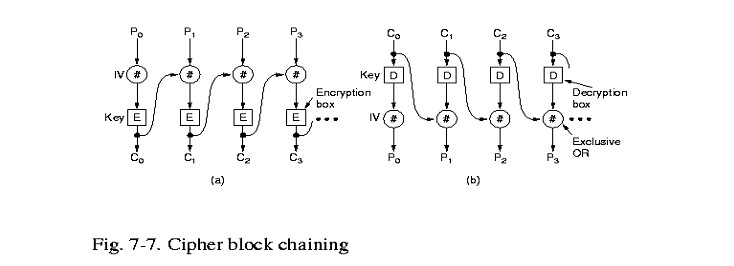 P0 P1 P2 P3
IV # # # #
Key E E E E
Encryption
box
C0 C1 C2 C3
(a)
C0 C1 C2 C3
Key D D D D
Decryption
box
IV # # # #
Exclusive
OR
P0 P1 P2 P3
(b)
Fig. 7-7. Cipher block chaining